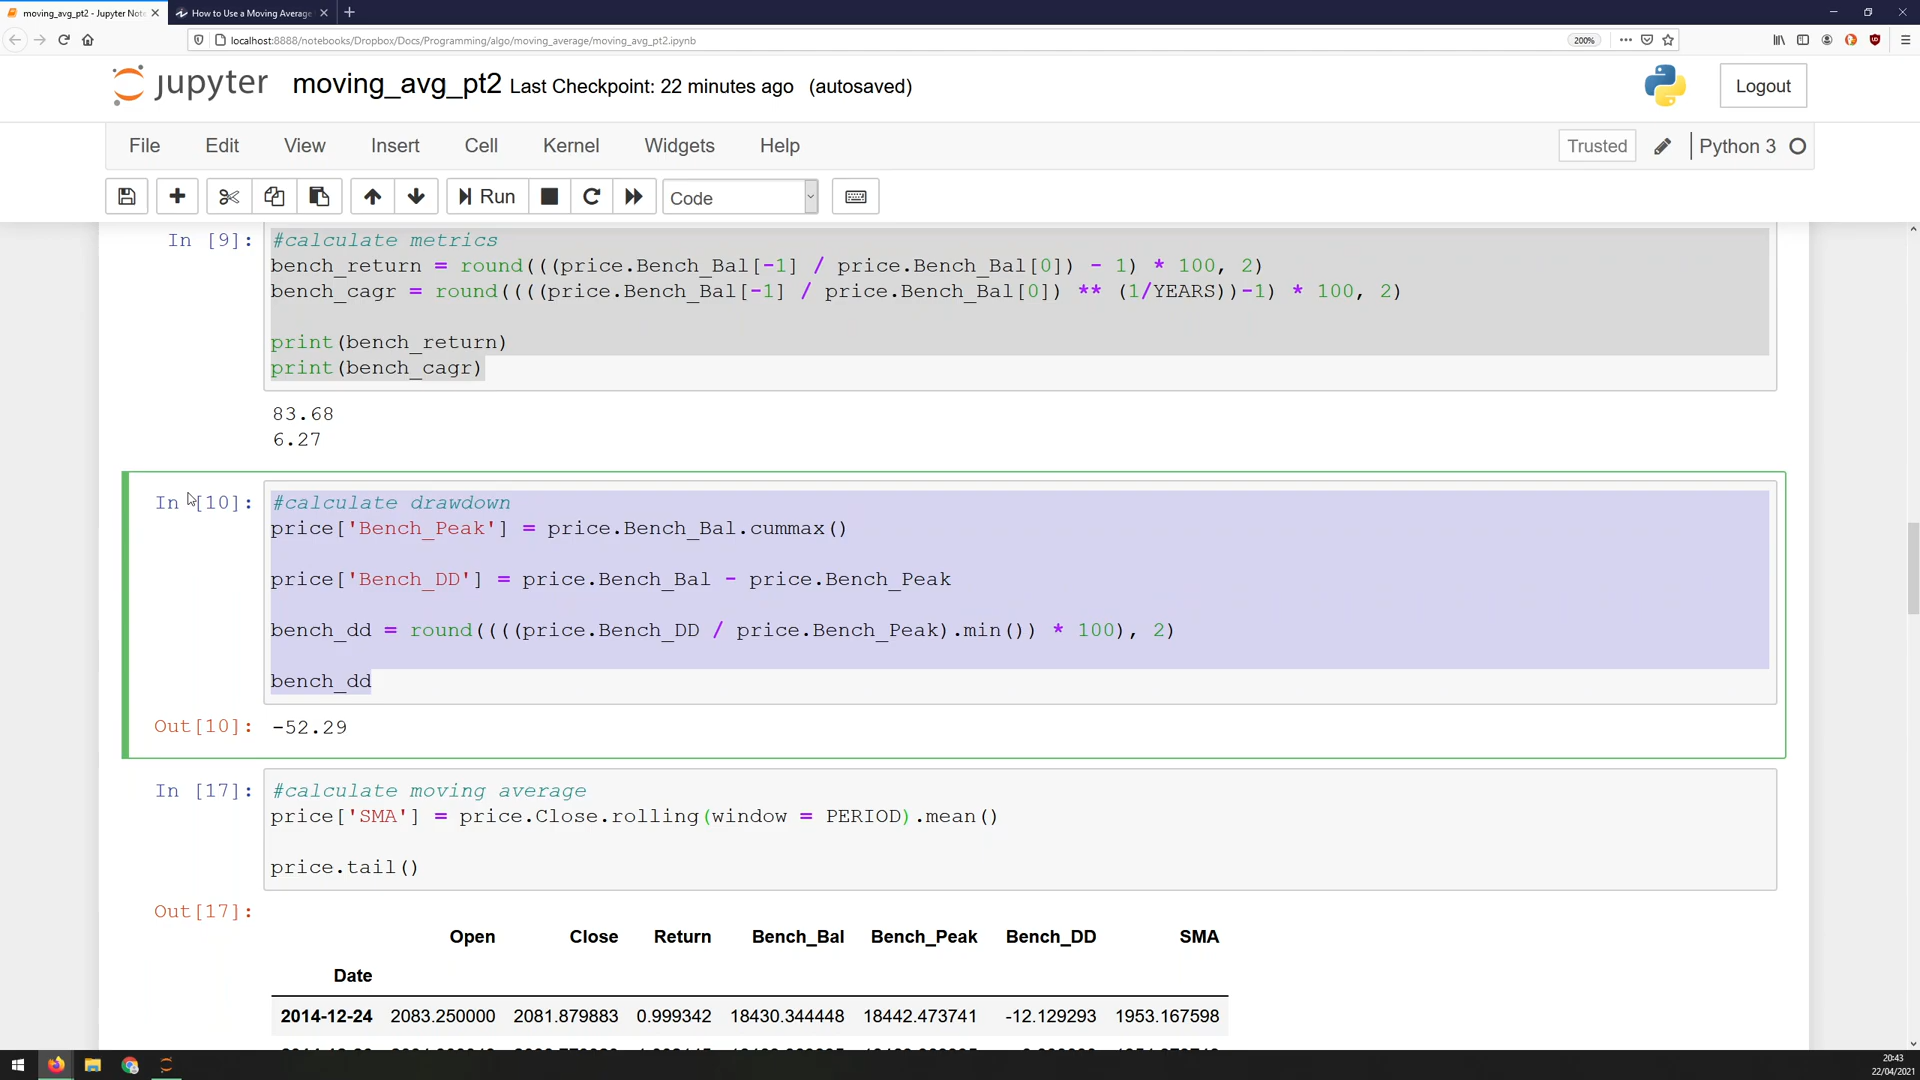 moving_avg_pt2 - Jupyter Note
How to Use a Moving Average
localhost:8888/notebooks/Dropbox/Docs/Programming/algo/moving_average/moving_avg_pt2.ipynb
200%
jupyter moving_avg_pt2 Last Checkpoint: 22 minutes ago (autosaved)
Logout
File Edit View Insert Cell Kernel Widgets Help
Trusted
Python 3
Run
Code
In [9]: #calculate metrics
bench_return = round(((price.Bench_Bal[-1] / price.Bench_Bal[0]) - 1) * 100, 2)
bench_cagr = round((((price.Bench_Bal[-1] / price.Bench_Bal[0]) ** (1/YEARS))-1) * 100, 2)
print(bench_return)
print(bench_cagr)
83.68
6.27
In [10]: #calculate drawdown
price['Bench_Peak'] = price.Bench_Bal.cummax()
price['Bench_DD'] = price.Bench_Bal - price.Bench_Peak
bench_dd = round((((price.Bench_DD / price.Bench_Peak).min()) * 100), 2)
bench_dd
Out[10]: -52.29
In [17]: #calculate moving average
price['SMA'] = price.Close.rolling(window = PERIOD).mean()
price.tail()
Out[17]:
Open Close Return Bench_Bal Bench_Peak Bench_DD SMA
Date
2014-12-24 2083.250000 2081.879883 0.999342 18430.344448 18442.473741 -12.129293 1953.167598
20:43
22/04/2021